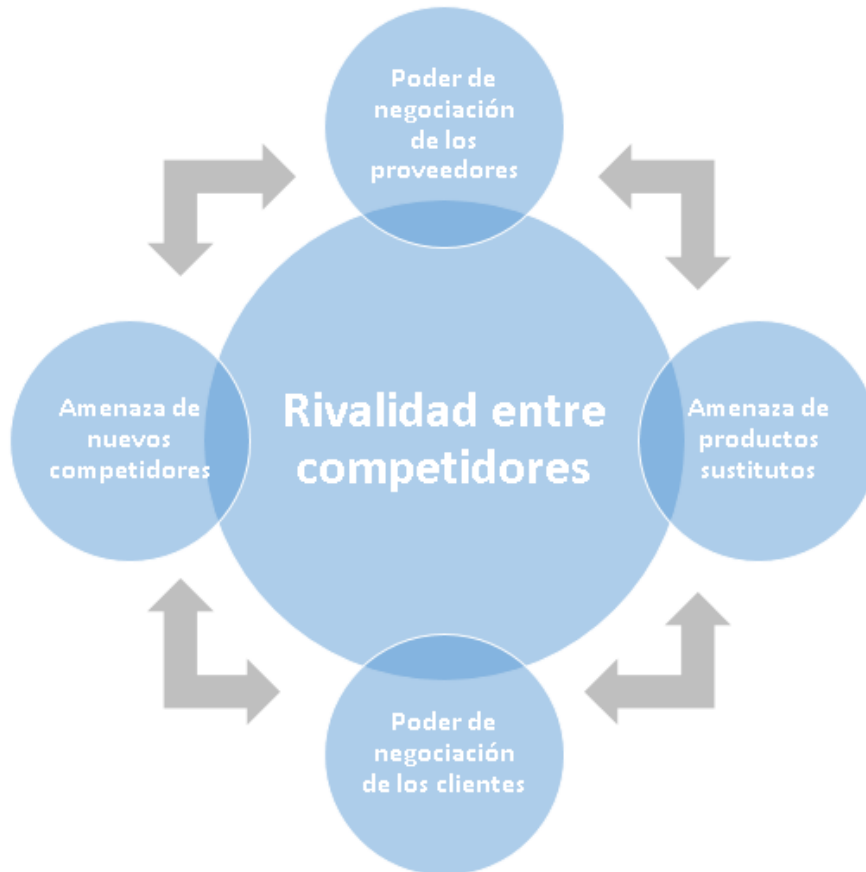 Poder de
negociación
de los
proveedores
Amenaza de
nuevos
competidores
Rivalidad entre
competidores
Amenaza de
productos
sustitutos
Poder de
negociación
de los clientes